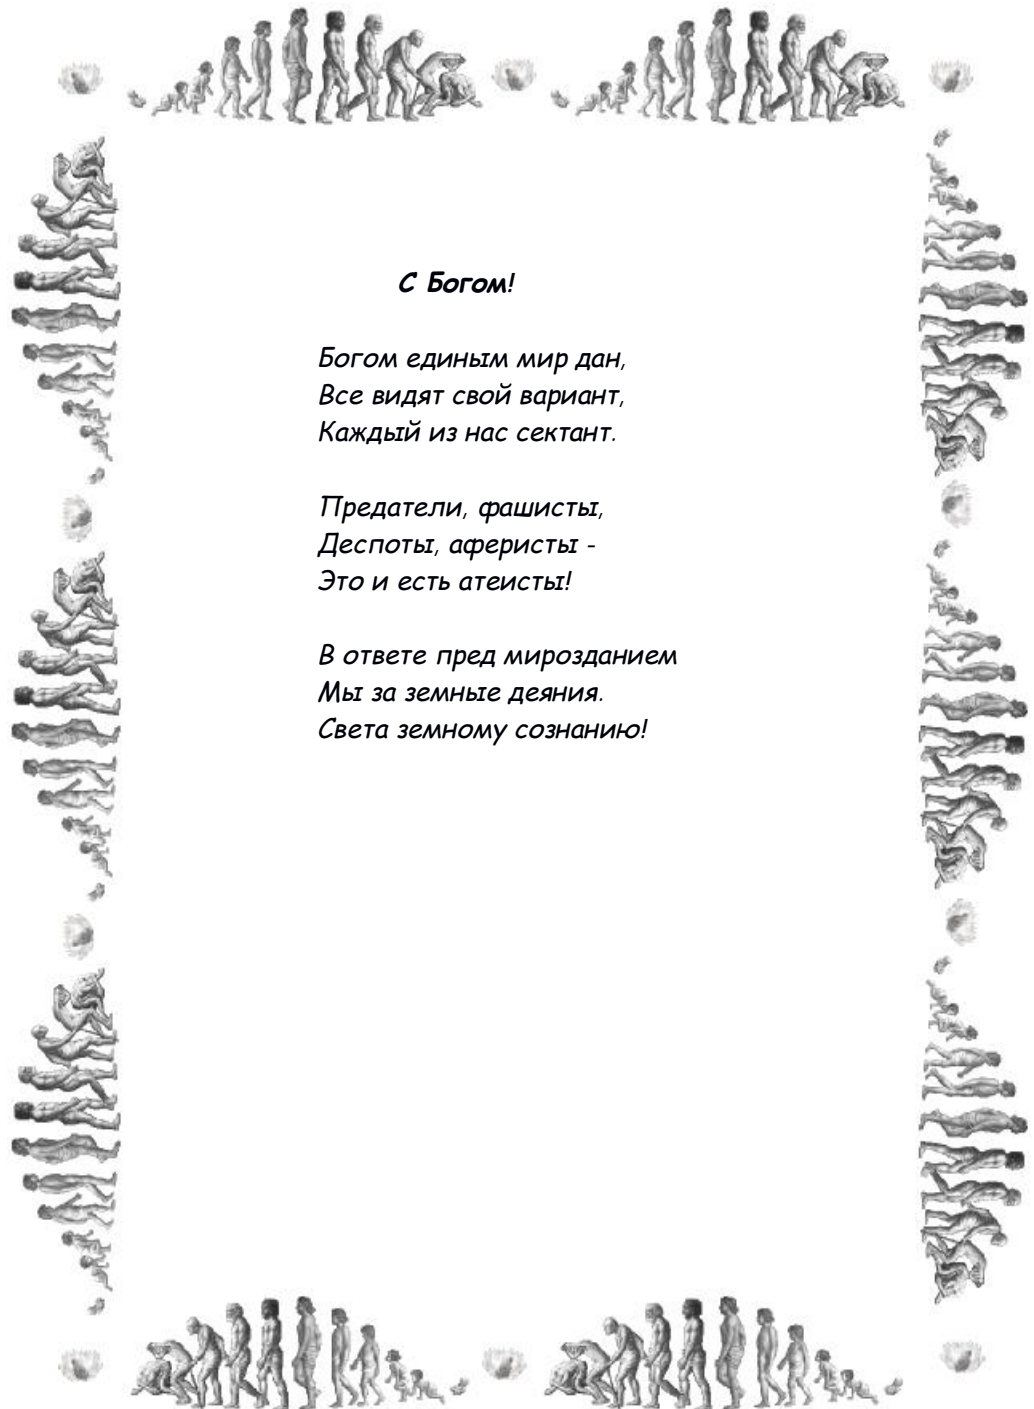 С Богом!
Богом единым мир дан,
Все видят свой вариант,
Каждый из нас сектант.
Предатели, фашисты,
Деспоты, аферисты -
Это и есть атеисты!
В ответе пред мирозданием
Мы за земные деяния.
Света земному сознанию!